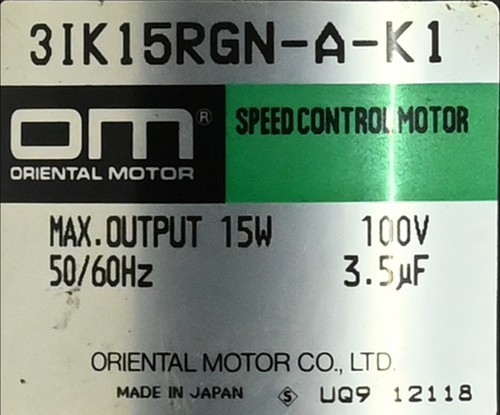 3IK15RGN-A-K1
om® SPEED CONTROL MOTOR
ORIENTAL MOTOR
MAX.OUTPUT 15W 100V
50/60Hz 3.5μF
ORIENTAL MOTOR CO., LTD.
MADE IN JAPAN S UQ9 12118